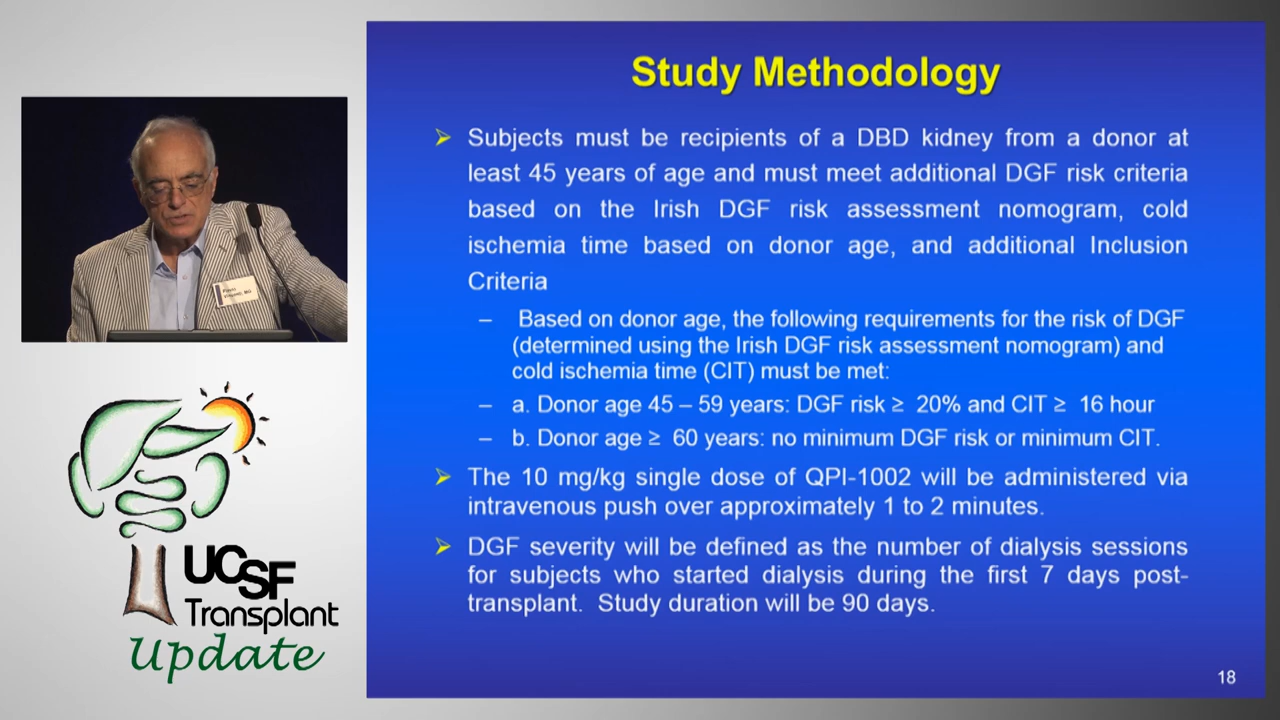 Study Methodology
➢ Subjects must be recipients of a DBD kidney from a donor at
least 45 years of age and must meet additional DGF risk criteria
based on the Irish DGF risk assessment nomogram, cold
ischemia time based on donor age, and additional Inclusion
Criteria
– Based on donor age, the following requirements for the risk of DGF
(determined using the Irish DGF risk assessment nomogram) and
cold ischemia time (CIT) must be met:
– a. Donor age 45 – 59 years: DGF risk ≥ 20% and CIT ≥ 16 hour
– b. Donor age ≥ 60 years: no minimum DGF risk or minimum CIT.
➢ The 10 mg/kg single dose of QPI-1002 will be administered via
intravenous push over approximately 1 to 2 minutes.
➢ DGF severity will be defined as the number of dialysis sessions
for subjects who started dialysis during the first 7 days post-
transplant. Study duration will be 90 days.
18
UCSF
Transplant
Update